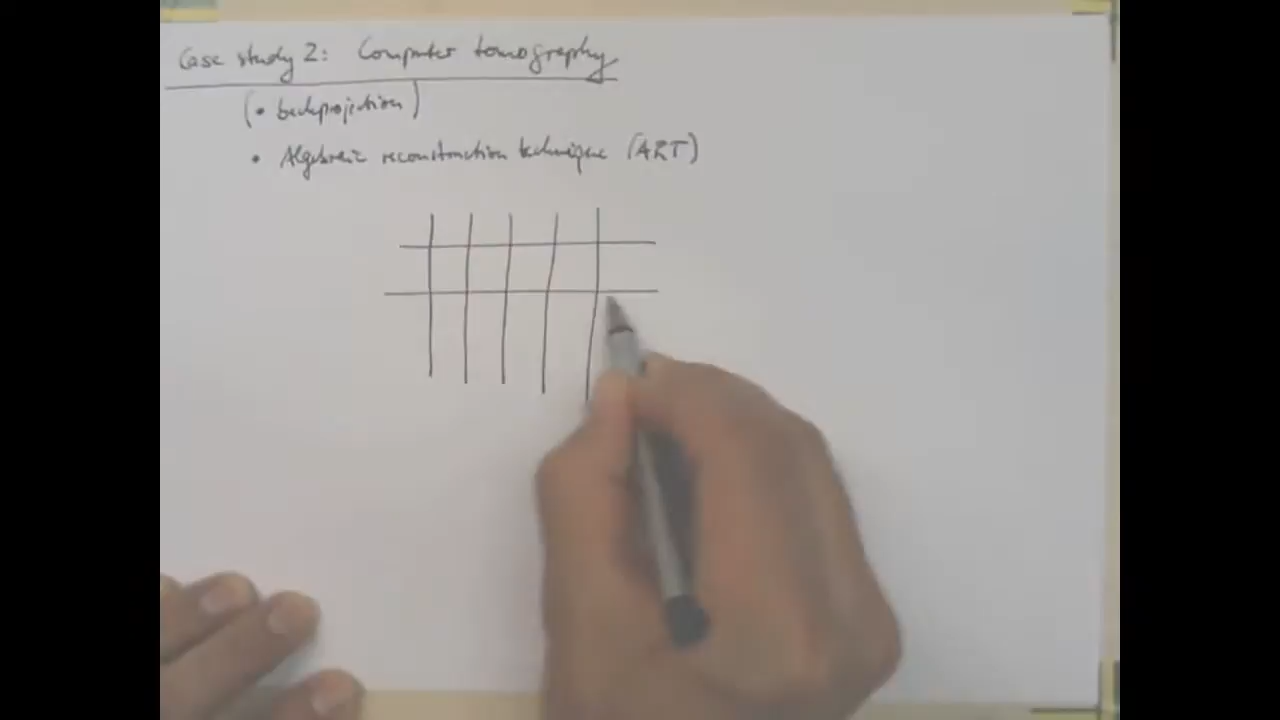 Case study 2: Computer tomography
(• backprojection)
• Algebraic reconstruction technique (ART)